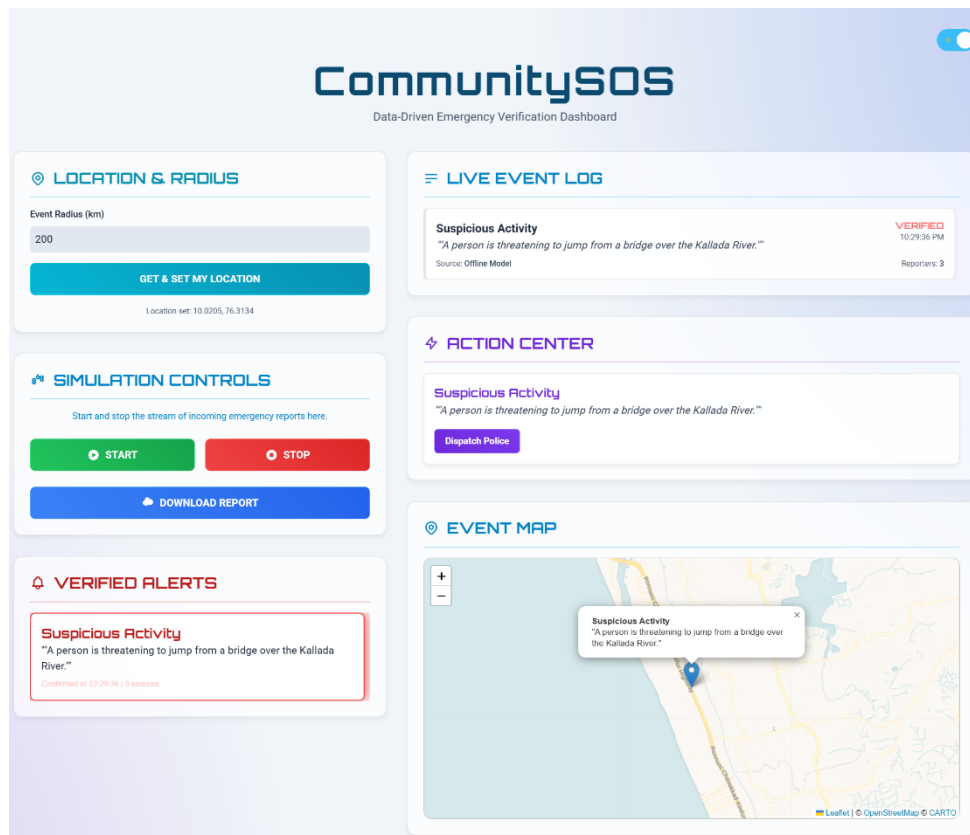 CommunitySOS
Data-Driven Emergency Verification Dashboard
LOCATION & RADIUS
Event Radius (km)
200
GET & SET MY LOCATION
Location set: 10.0205, 76.3134
SIMULATION CONTROLS
Start and stop the stream of incoming emergency reports here.
START
STOP
DOWNLOAD REPORT
VERIFIED ALERTS
Suspicious Activity
""A person is threatening to jump from a bridge over the Kallada
River.""
Confirmed at 22:29:36 | 3 sources
LIVE EVENT LOG
Suspicious Activity
VERIFIED
""A person is threatening to jump from a bridge over the Kallada River.""
10:29:36 PM
Source: Offline Model
Reporters: 3
ACTION CENTER
Suspicious Activity
""A person is threatening to jump from a bridge over the Kallada River.""
Dispatch Police
EVENT MAP
+
−
Suspicious Activity
"A person is threatening to jump from a bridge over
the Kallada River."
×
Leaflet | © OpenStreetMap © CARTO